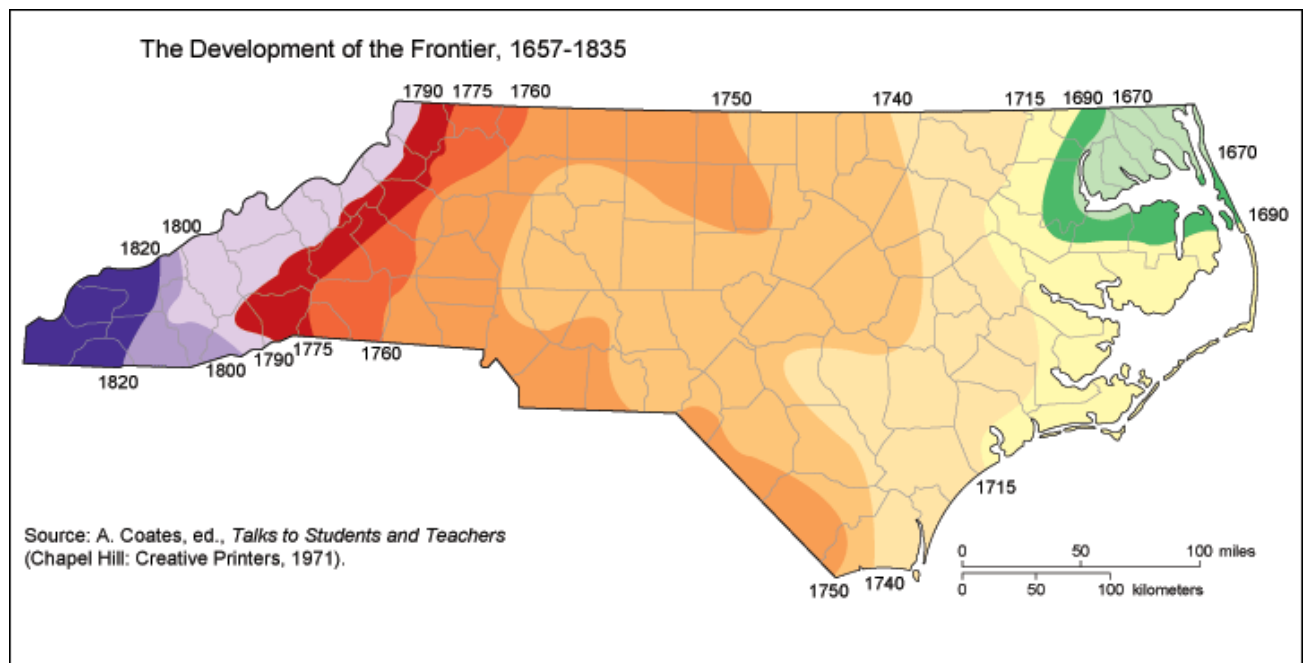 The Development of the Frontier, 1657-1835
1790 1775 1760 1750 1740 1715 1690 1670
1670
1690
1800
1820
1820
1800
1790
1775
1760
1715
1750
1740
Source: A. Coates, ed., Talks to Students and Teachers
(Chapel Hill: Creative Printers, 1971).
0 50 100 miles
0 50 100 kilometers